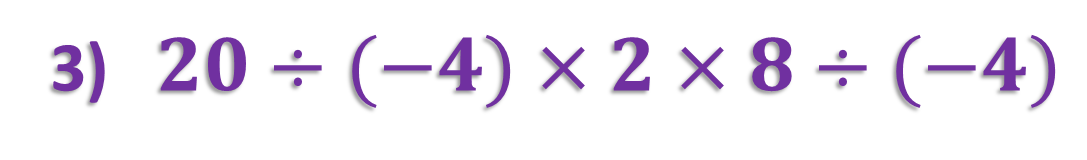 3) 20 ÷ (−4) × 2 × 8 ÷ (−4)